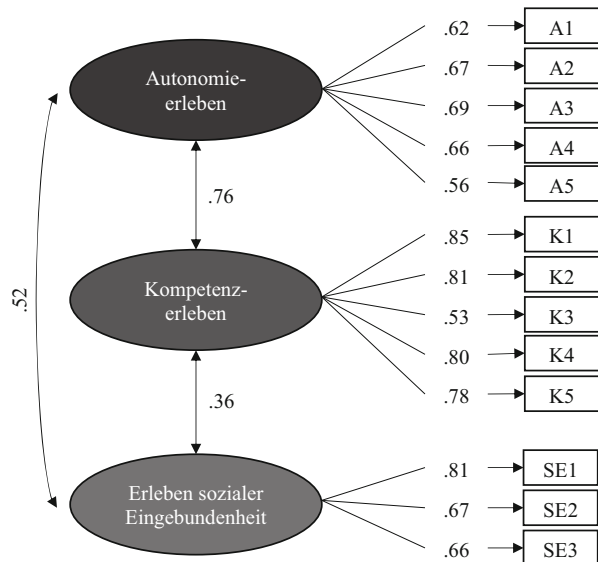 .62 A1
Autonomie-
erleben
.67 A2
.69 A3
.66 A4
.56 A5
.76
.85 K1
.81 K2
Kompetenz-
erleben
.53 K3
.80 K4
.78 K5
.52
.36
.81 SE1
Erleben sozialer
Eingebundenheit
.67 SE2
.66 SE3